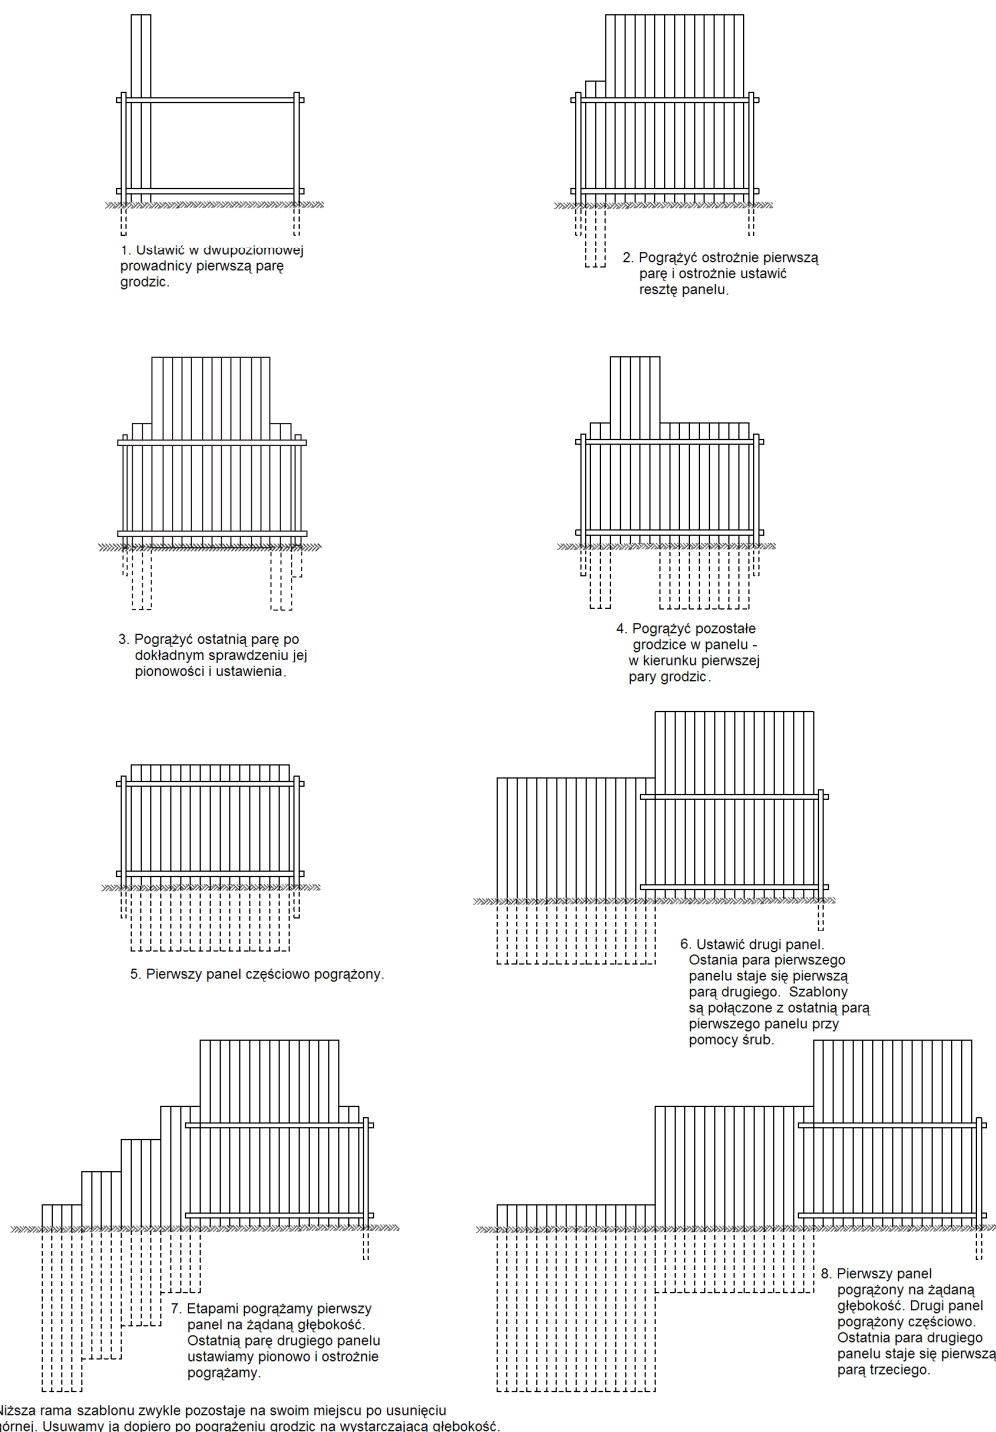 1. Ustawić w dwupoziomowej
prowadnicy pierwszą parę
grodzic.
2. Pogrążyć ostrożnie pierwszą
parę i ostrożnie ustawić
resztę panelu.
3. Pogrążyć ostatnią parę po
dokładnym sprawdzeniu jej
pionowości i ustawienia.
4. Pogrążyć pozostałe
grodzice w panelu -
w kierunku pierwszej
pary grodzic.
5. Pierwszy panel częściowo pogrążony.
6. Ustawić drugi panel.
Ostania para pierwszego
panelu staje się pierwszą
parą drugiego. Szablony
są połączone z ostatnią parą
pierwszego panelu przy
pomocy śrub.
7. Etapami pogrążamy pierwszy
panel na żądaną głębokość.
Ostatnią parę drugiego panelu
ustawiamy pionowo i ostrożnie
pogrążamy.
8. Pierwszy panel
pogrążony na żądaną
głębokość. Drugi panel
pogrążony częściowo.
Ostatnia para drugiego
panelu staje się pierwszą
parą trzeciego.
Niższa rama szablonu zwykle pozostaje na swoim miejscu po usunięciu
górnej. Usuwamy ją dopiero po pogrążeniu grodzic na wystarczającą głębokość.